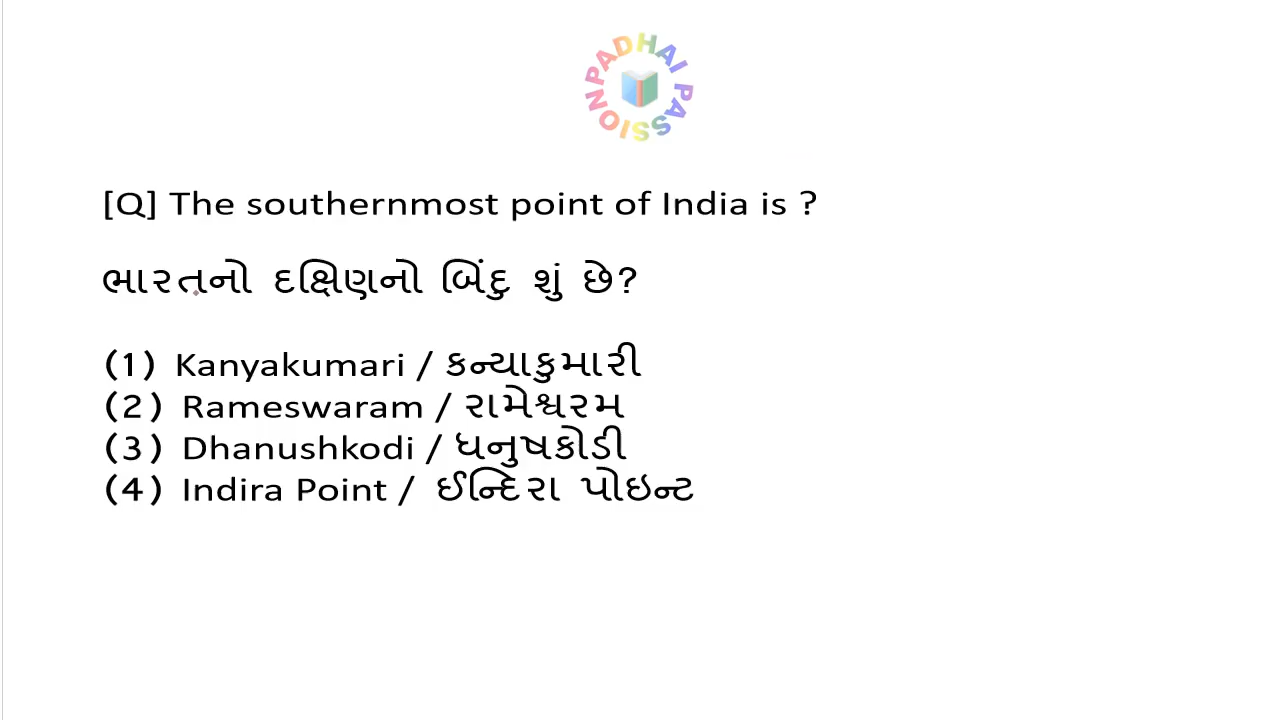 PADHAI PASSION
[Q] The southernmost point of India is ?
ભારતનો દક્ષિણનો બિંદુ શું છે?
(1) Kanyakumari / કન્યાકુમારી
(2) Rameswaram / રામેશ્વરમ
(3) Dhanushkodi / ધનુષકોડી
(4) Indira Point / ઈન્દિરા પોઇન્ટ